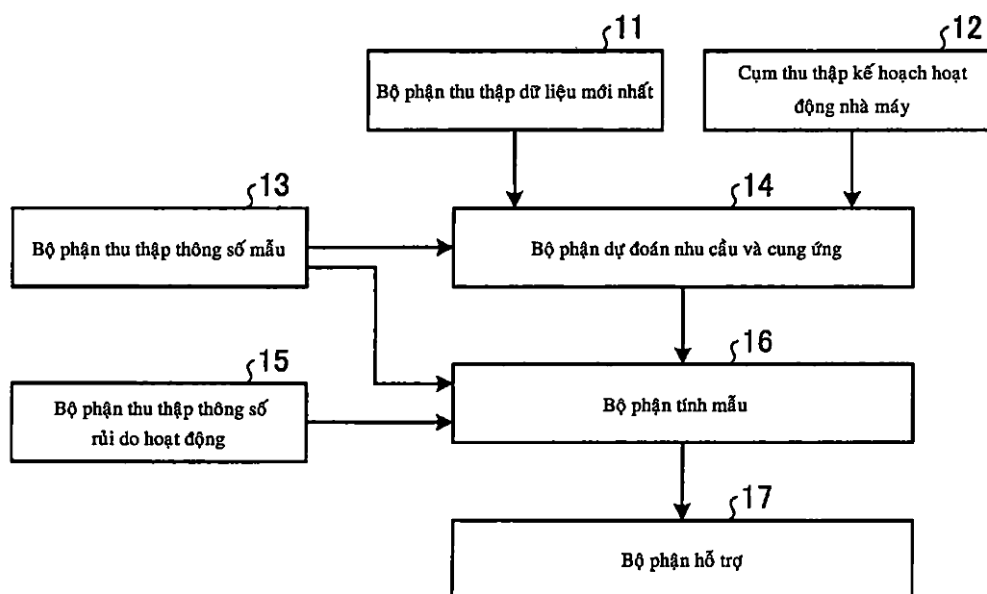 11
Bộ phận thu thập dữ liệu mới nhất
12
Cụm thu thập kế hoạch hoạt
động nhà máy
13
Bộ phận thu thập thông số mẫu
14
Bộ phận dự đoán nhu cầu và cung ứng
15
Bộ phận thu thập thông số
rủi do hoạt động
16
Bộ phận tính mẫu
17
Bộ phận hỗ trợ